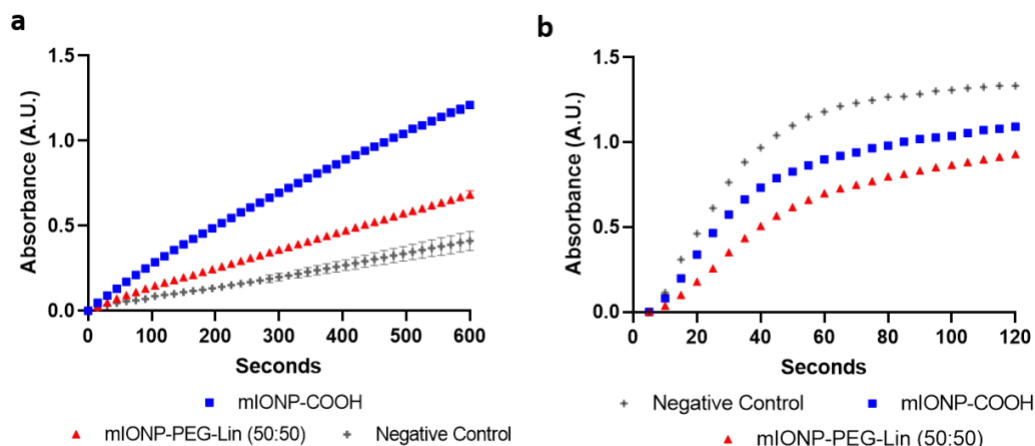 a
Absorbance (A.U.)
1.5
1.0
0.5
0.0
0 100 200 300 400 500 600
Seconds
mIONP-COOH
mIONP-PEG-Lin (50:50) Negative Control
b
Absorbance (A.U.)
1.5
1.0
0.5
0.0
0 20 40 60 80 100 120
Seconds
Negative Control mIONP-COOH
mIONP-PEG-Lin (50:50)